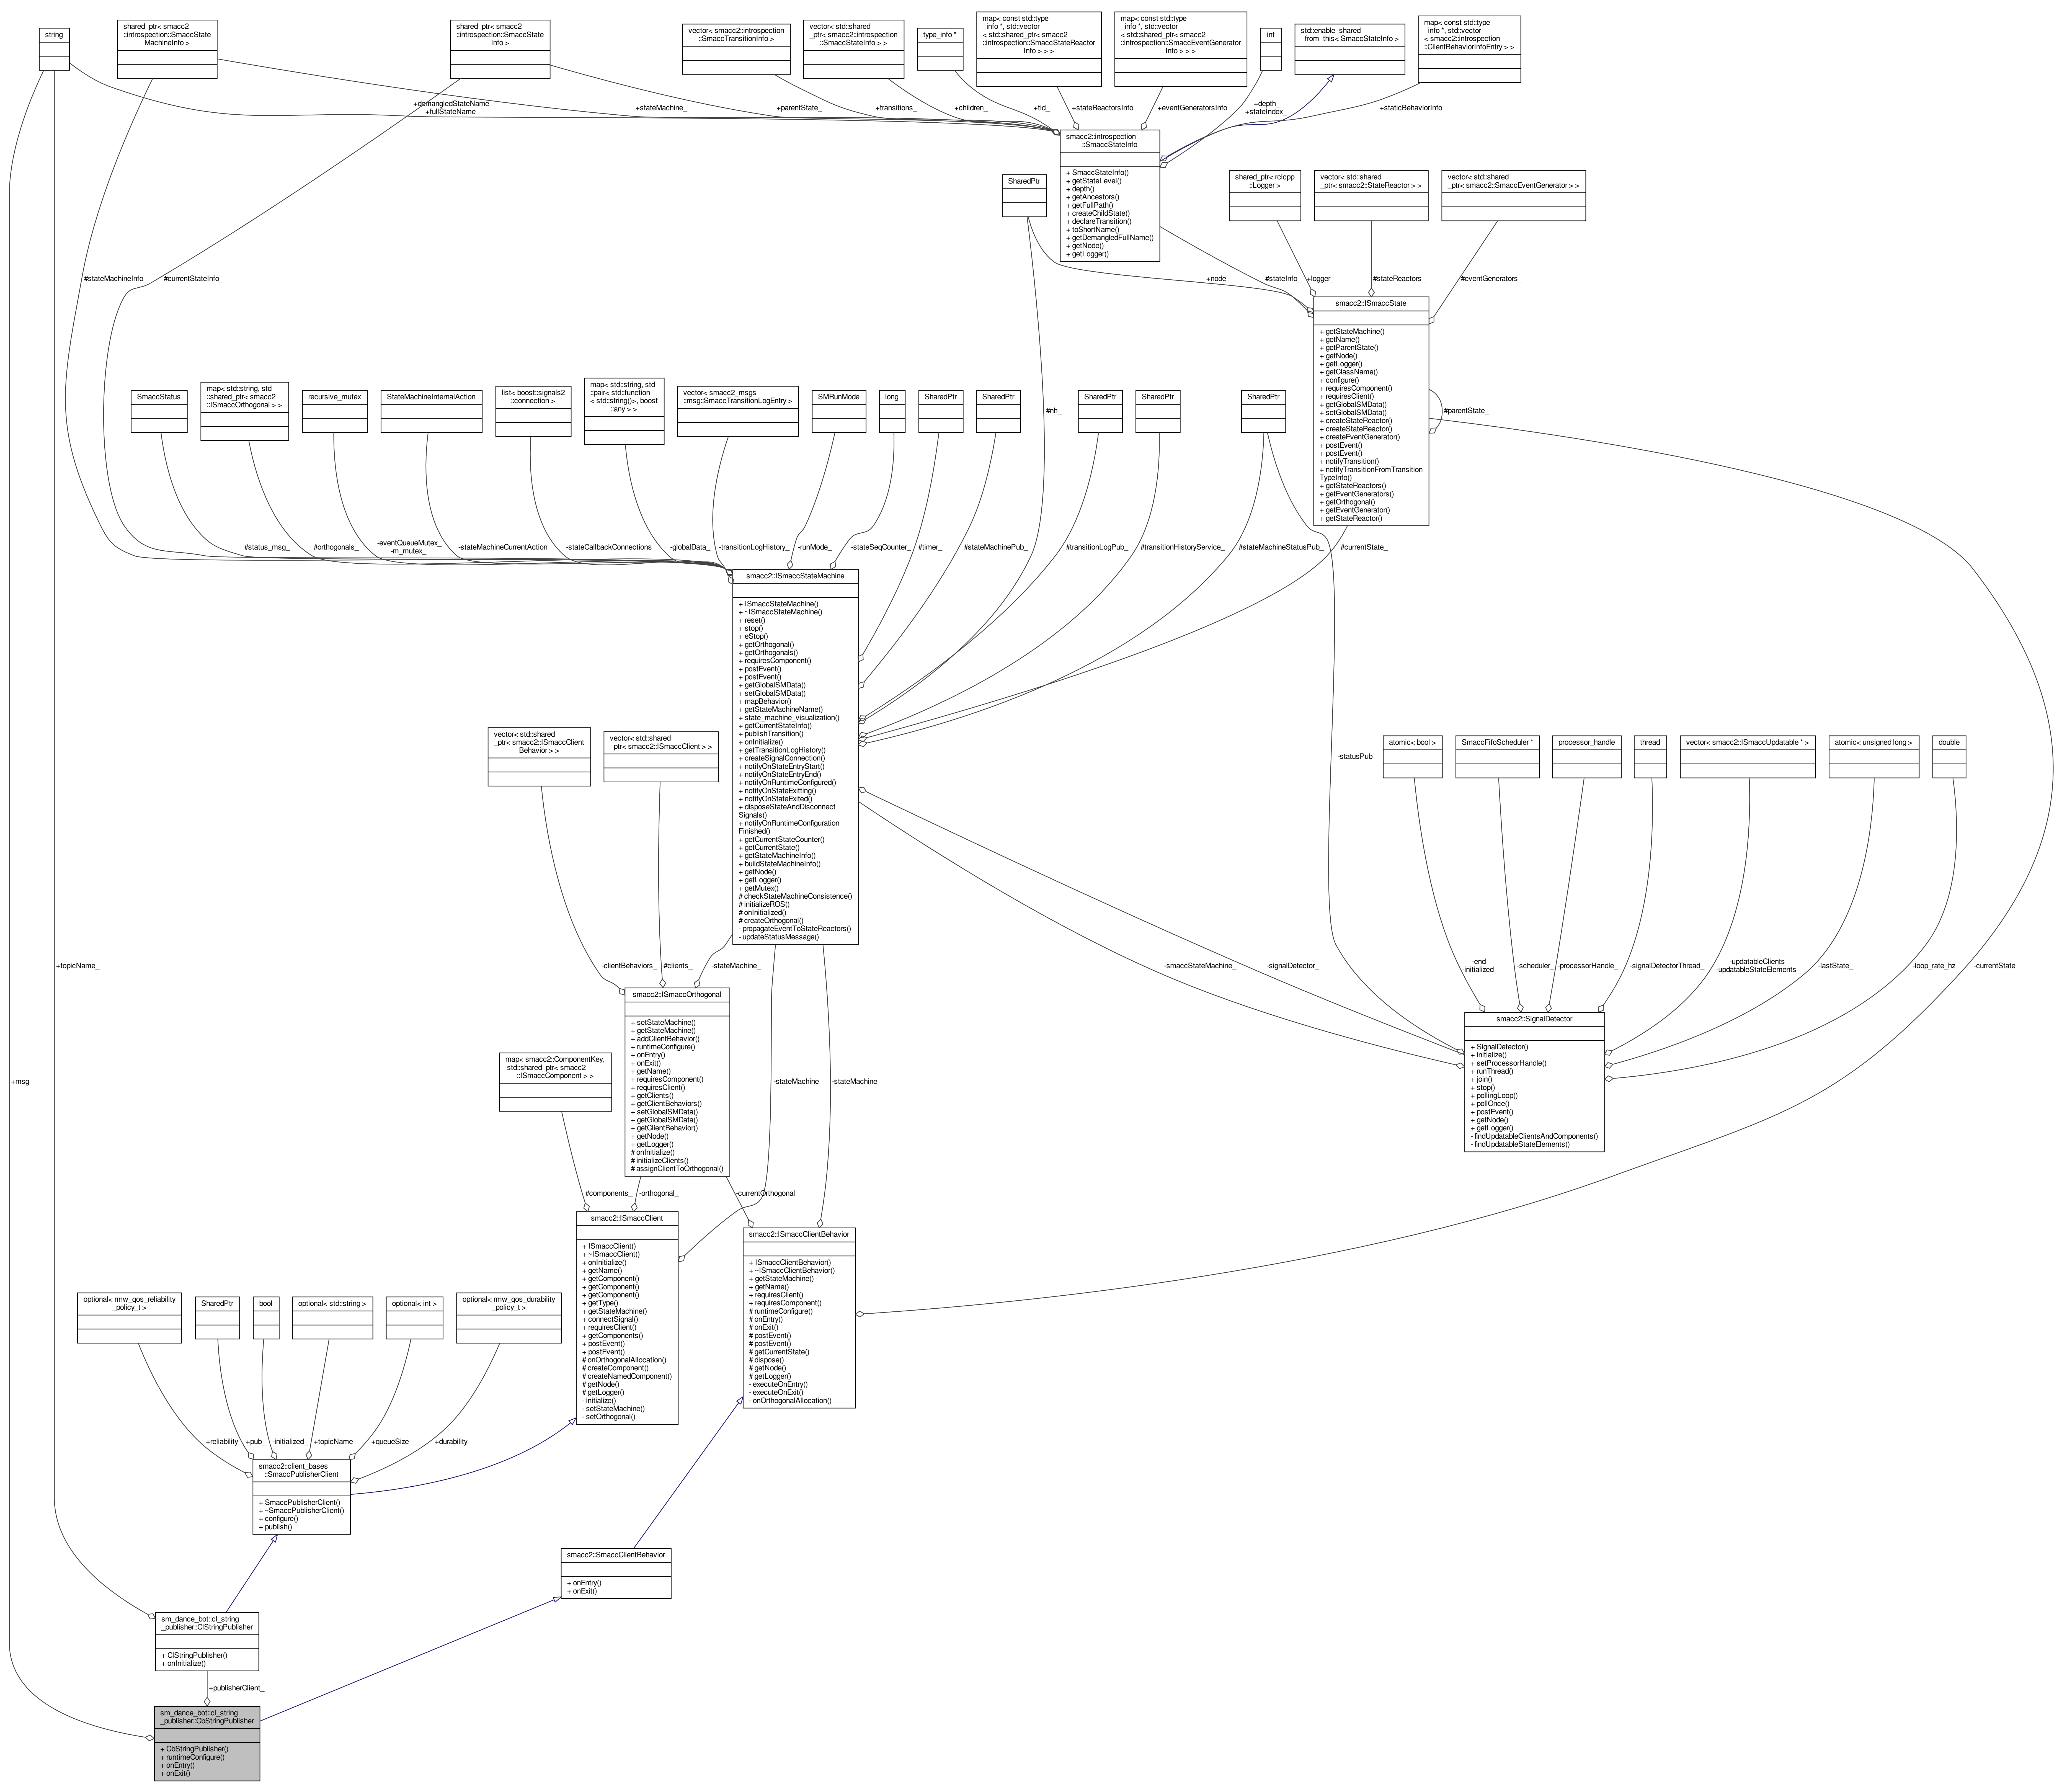 string
shared_ptr< smacc2
::introspection::SmaccState
MachineInfo >
shared_ptr< smacc2
::introspection::SmaccState
Info >
vector< smacc2::introspection
::SmaccTransitionInfo >
vector< std::shared
_ptr< smacc2::introspection
::SmaccStateInfo > >
type_info *
map< const std::type
_info *, std::vector
< std::shared_ptr< smacc2
::introspection::SmaccStateReactor
Info > > >
map< const std::type
_info *, std::vector
< std::shared_ptr< smacc2
::introspection::SmaccEventGenerator
Info > > >
int
std::enable_shared
_from_this< SmaccStateInfo >
map< const std::type
_info *, std::vector
< smacc2::introspection
::ClientBehaviorInfoEntry > >
+demangledStateName
+fullStateName
+stateMachine_
+parentState_
+transitions_
+children_
+tid_
+stateReactorsInfo
+eventGeneratorsInfo
+depth_
+stateIndex_
+staticBehaviorInfo
smacc2::introspection
::SmaccStateInfo
+ SmaccStateInfo()
+ getStateLevel()
+ depth()
+ getAncestors()
+ getFullPath()
+ createChildState()
+ declareTransition()
+ toShortName()
+ getDemangledFullName()
+ getNode()
+ getLogger()
SharedPtr
shared_ptr< rclcpp
::Logger >
vector< std::shared
_ptr< smacc2::StateReactor > >
vector< std::shared
_ptr< smacc2::SmaccEventGenerator > >
#stateMachineInfo_
#currentStateInfo_
+node_
#stateInfo_
+logger_
#stateReactors_
#eventGenerators_
smacc2::ISmaccState
+ getStateMachine()
+ getName()
+ getParentState()
+ getNode()
+ getLogger()
+ getClassName()
+ configure()
+ requiresComponent()
+ requiresClient()
+ getGlobalSMData()
+ setGlobalSMData()
+ createStateReactor()
+ createStateReactor()
+ createEventGenerator()
+ postEvent()
+ postEvent()
+ notifyTransition()
+ notifyTransitionFromTransition
TypeInfo()
+ getStateReactors()
+ getEventGenerators()
+ getOrthogonal()
+ getEventGenerator()
+ getStateReactor()
#parentState_
SmaccStatus
map< std::string, std
::shared_ptr< smacc2
::ISmaccOrthogonal > >
recursive_mutex
StateMachineInternalAction
list< boost::signals2
::connection >
map< std::string, std
::pair< std::function
< std::string()>, boost
::any > >
vector< smacc2_msgs
::msg::SmaccTransitionLogEntry >
SMRunMode
long
SharedPtr
SharedPtr
#nh_
SharedPtr
SharedPtr
SharedPtr
#status_msg_
#orthogonals_
-eventQueueMutex_
-m_mutex_
-stateMachineCurrentAction
-stateCallbackConnections
-globalData_
-transitionLogHistory_
-runMode_
-stateSeqCounter_
#timer_
#stateMachinePub_
#transitionLogPub_
#transitionHistoryService_
#stateMachineStatusPub_
#currentState_
smacc2::ISmaccStateMachine
+ ISmaccStateMachine()
+ ~ISmaccStateMachine()
+ reset()
+ stop()
+ eStop()
+ getOrthogonal()
+ getOrthogonals()
+ requiresComponent()
+ postEvent()
+ postEvent()
+ getGlobalSMData()
+ setGlobalSMData()
+ mapBehavior()
+ getStateMachineName()
+ state_machine_visualization()
+ getCurrentStateInfo()
+ publishTransition()
+ onInitialize()
+ getTransitionLogHistory()
+ createSignalConnection()
+ notifyOnStateEntryStart()
+ notifyOnStateEntryEnd()
+ notifyOnRuntimeConfigured()
+ notifyOnStateExitting()
+ notifyOnStateExited()
+ disposeStateAndDisconnect
Signals()
+ notifyOnRuntimeConfiguration
Finished()
+ getCurrentStateCounter()
+ getCurrentState()
+ getStateMachineInfo()
+ buildStateMachineInfo()
+ getNode()
+ getLogger()
+ getMutex()
# checkStateMachineConsistence()
# initializeROS()
# onInitialized()
# createOrthogonal()
- propagateEventToStateReactors()
- updateStatusMessage()
vector< std::shared
_ptr< smacc2::ISmaccClient
Behavior > >
vector< std::shared
_ptr< smacc2::ISmaccClient > >
-statusPub_
atomic< bool >
SmaccFifoScheduler *
processor_handle
thread
vector< smacc2::ISmaccUpdatable * >
atomic< unsigned long >
double
+topicName_
-clientBehaviors_
#clients_
-stateMachine_
-smaccStateMachine_
-signalDetector_
-end_
-initialized_
-scheduler_
-processorHandle_
-signalDetectorThread_
-updatableClients_
-updatableStateElements_
-lastState_
-loop_rate_hz
-currentState
smacc2::ISmaccOrthogonal
+ setStateMachine()
+ getStateMachine()
+ addClientBehavior()
+ runtimeConfigure()
+ onEntry()
+ onExit()
+ getName()
+ requiresComponent()
+ requiresClient()
+ getClients()
+ getClientBehaviors()
+ setGlobalSMData()
+ getGlobalSMData()
+ getClientBehavior()
+ getNode()
+ getLogger()
# onInitialize()
# initializeClients()
# assignClientToOrthogonal()
smacc2::SignalDetector
+ SignalDetector()
+ initialize()
+ setProcessorHandle()
+ runThread()
+ join()
+ stop()
+ pollingLoop()
+ pollOnce()
+ postEvent()
+ getNode()
+ getLogger()
- findUpdatableClientsAndComponents()
- findUpdatableStateElements()
map< smacc2::ComponentKey,
std::shared_ptr< smacc2
::ISmaccComponent > >
+msg_
-stateMachine_
-stateMachine_
#components_
-orthogonal_
-currentOrthogonal
smacc2::ISmaccClient
+ ISmaccClient()
+ ~ISmaccClient()
+ onInitialize()
+ getName()
+ getComponent()
+ getComponent()
+ getComponent()
+ getType()
+ getStateMachine()
+ connectSignal()
+ requiresClient()
+ getComponents()
+ postEvent()
+ postEvent()
# onOrthogonalAllocation()
# createComponent()
# createNamedComponent()
# getNode()
# getLogger()
- initialize()
- setStateMachine()
- setOrthogonal()
smacc2::ISmaccClientBehavior
+ ISmaccClientBehavior()
+ ~ISmaccClientBehavior()
+ getStateMachine()
+ getName()
+ requiresClient()
+ requiresComponent()
# runtimeConfigure()
# onEntry()
# onExit()
# postEvent()
# postEvent()
# getCurrentState()
# dispose()
# getNode()
# getLogger()
- executeOnEntry()
- executeOnExit()
- onOrthogonalAllocation()
optional< rmw_qos_reliability
_policy_t >
SharedPtr
bool
optional< std::string >
optional< int >
optional< rmw_qos_durability
_policy_t >
+reliability
+pub_
-initialized_
+topicName
+queueSize
+durability
smacc2::client_bases
::SmaccPublisherClient
+ SmaccPublisherClient()
+ ~SmaccPublisherClient()
+ configure()
+ publish()
smacc2::SmaccClientBehavior
+ onEntry()
+ onExit()
sm_dance_bot::cl_string
_publisher::ClStringPublisher
+ ClStringPublisher()
+ onInitialize()
+publisherClient_
sm_dance_bot::cl_string
_publisher::CbStringPublisher
+ CbStringPublisher()
+ runtimeConfigure()
+ onEntry()
+ onExit()